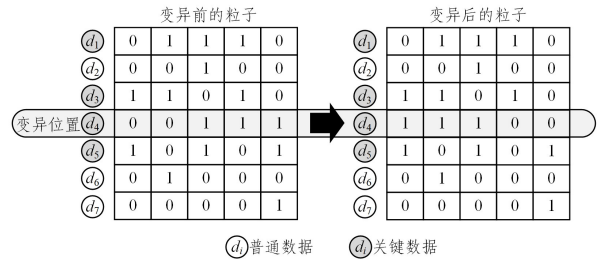 变异前的粒子 变异后的粒子
d1 0 1 1 1 0 d1 0 1 1 1 0
d2 0 0 1 0 0 d2 0 0 1 0 0
d3 1 1 0 1 0 d3 1 1 0 1 0
变异位置 d4 0 0 1 1 1 d4 1 1 1 0 0
d5 1 0 1 0 1 d5 1 0 1 0 1
d6 0 1 0 0 0 d6 0 1 0 0 0
d7 0 0 0 0 1 d7 0 0 0 0 1
di 普通数据 di 关键数据